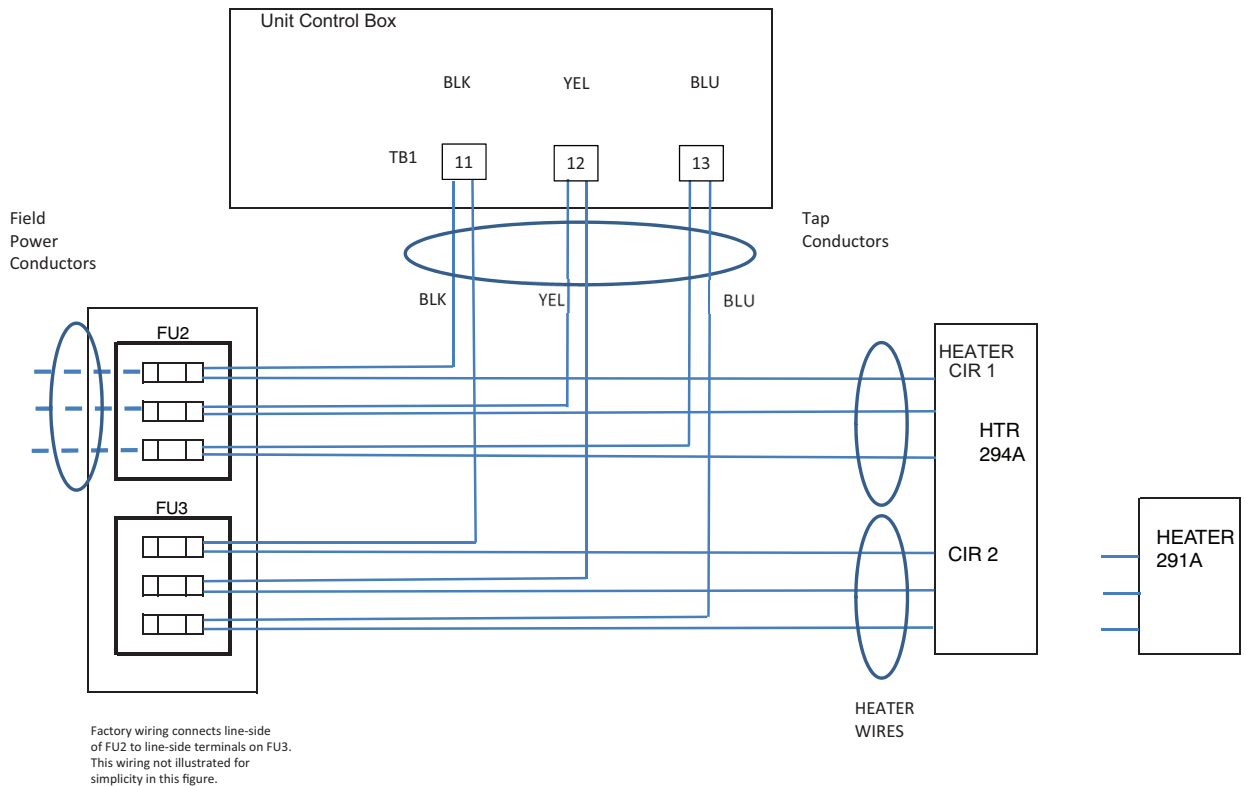 Unit Control Box
BLK YEL BLU
TB1 11 12 13
Field
Power
Conductors
Tap
Conductors
BLK YEL BLU
FU2
HEATER
CIR 1
HTR
294A
FU3
CIR 2
HEATER
291A
HEATER
WIRES
Factory wiring connects line-side
of FU2 to line-side terminals on FU3.
This wiring not illustrated for
simplicity in this figure.